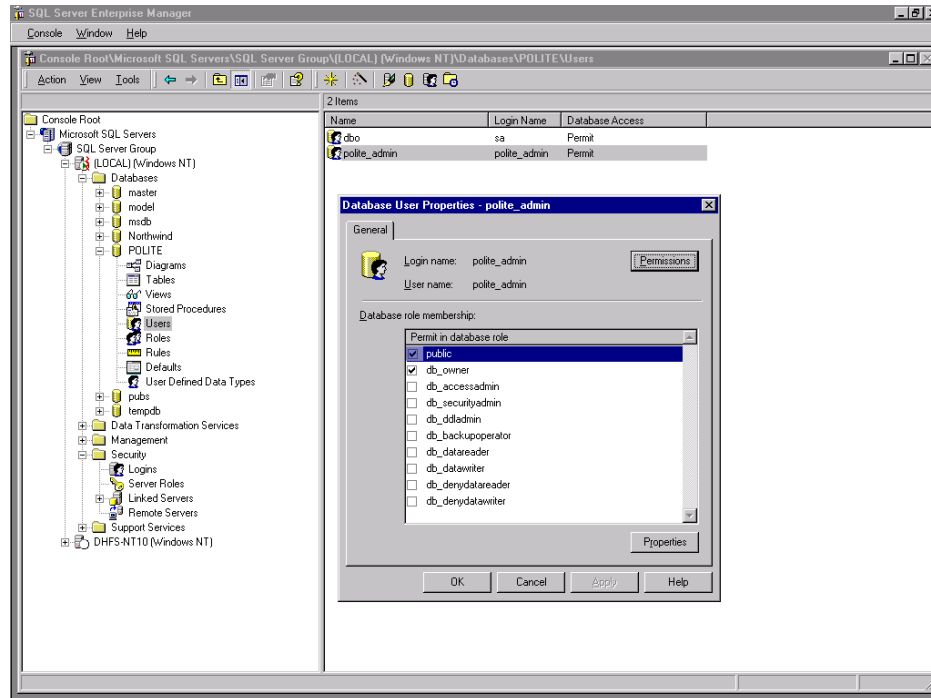 SQL Server Enterprise Manager
Console Window Help
Console Root\Microsoft SQL Servers\SQL Server Group\(LOCAL) (Windows NT)\Databases\POLITE\Users
Action View Tools
2 Items
Console Root
Microsoft SQL Servers
SQL Server Group
(LOCAL) (Windows NT)
Databases
master
model
msdb
Northwind
POLITE
Diagrams
Tables
Views
Stored Procedures
Users
Roles
Rules
Defaults
User Defined Data Types
pubs
tempdb
Data Transformation Services
Management
Security
Logins
Server Roles
Linked Servers
Remote Servers
Support Services
DHFS-NT10 (Windows NT)
Name Login Name Database Access
dbo sa Permit
polite_admin polite_admin Permit
Database User Properties - polite_admin
General
Login name: polite_admin
Permissions
User name: polite_admin
Database role membership:
Permit in database role
public
db_owner
db_accessadmin
db_securityadmin
db_ddladmin
db_backupoperator
db_datareader
db_datawriter
db_denydatareader
db_denydatawriter
Properties
OK Cancel Apply Help